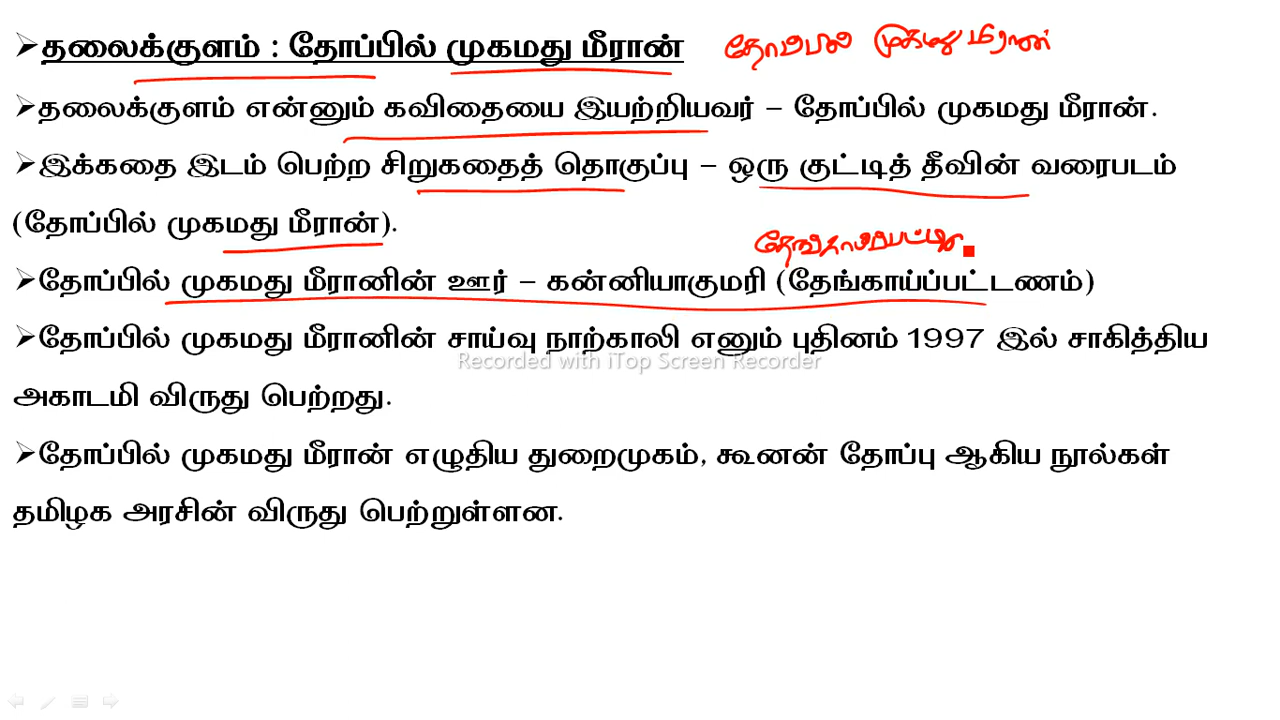 தலைக்குளம் : தோப்பில் முகமது மீரான் தோப்பில் முகமது மீரான்
தலைக்குளம் என்னும் கவிதையை இயற்றியவர் – தோப்பில் முகமது மீரான்.
இக்கதை இடம் பெற்ற சிறுகதைத் தொகுப்பு – ஒரு குட்டித் தீவின் வரைபடம்
(தோப்பில் முகமது மீரான்).
தோப்பில் முகமது மீரானின் ஊர் – கன்னியாகுமரி (தேங்காய்ப்பட்டணம்)
தோப்பில் முகமது மீரானின் சாய்வு நாற்காலி எனும் புதினம் 1997 இல் சாகித்திய
Recorded with iTop Screen Recorder
அகாடமி விருது பெற்றது.
தோப்பில் முகமது மீரான் எழுதிய துறைமுகம், கூனன் தோப்பு ஆகிய நூல்கள்
தமிழக அரசின் விருது பெற்றுள்ளன.